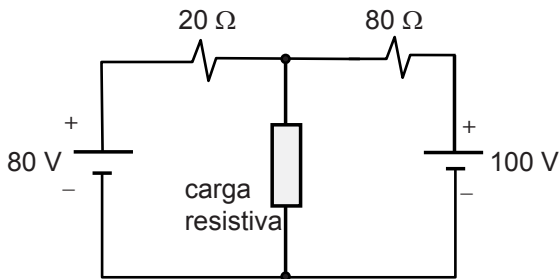 20 Ω
80 Ω
+
+
80 V
100 V
−
−
carga
resistiva